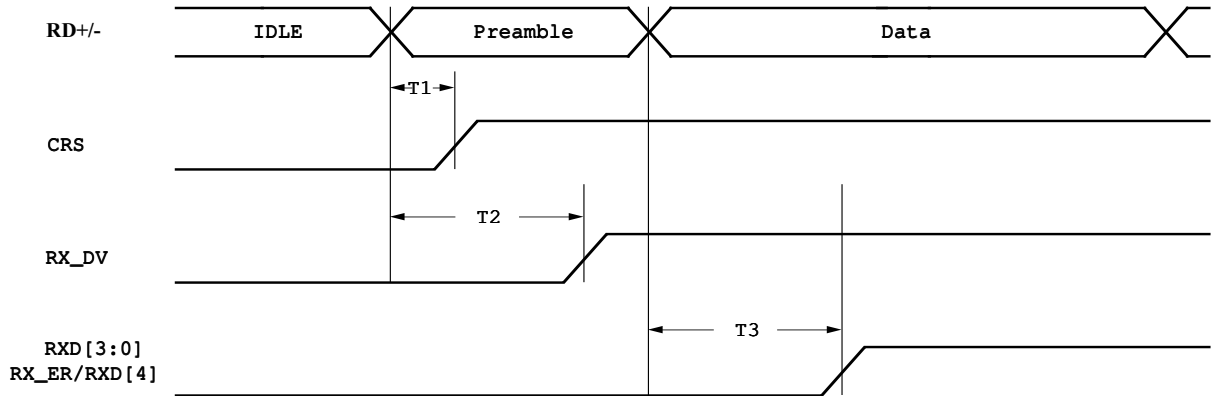 RD+/- IDLE Preamble Data
T1
CRS
T2
RX_DV
T3
RXD[3:0]
RX_ER/RXD[4]